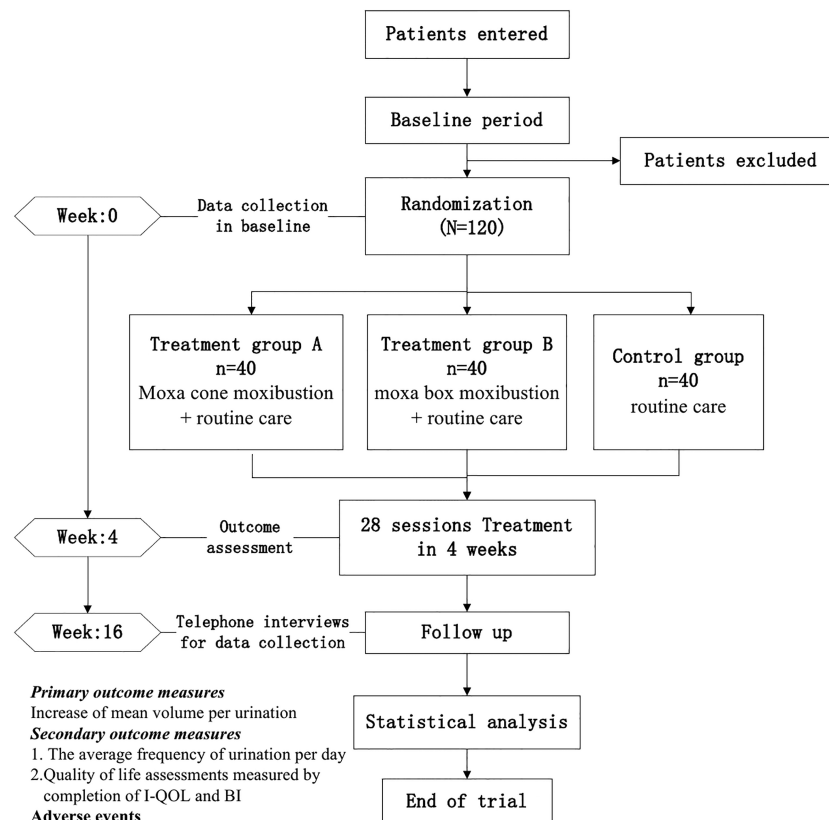 Patients entered
Baseline period
Patients excluded
Week:0
Data collection
in baseline
Randomization
(N=120)
Treatment group A
n=40
Moxa cone moxibustion
+ routine care
Treatment group B
n=40
moxa box moxibustion
+ routine care
Control group
n=40
routine care
Week:4
Outcome
assessment
28 sessions Treatment
in 4 weeks
Week:16
Telephone interviews
for data collection
Follow up
Statistical analysis
End of trial
Primary outcome measures
Increase of mean volume per urination
Secondary outcome measures
1. The average frequency of urination per day
2.Quality of life assessments measured by
completion of I-QOL and BI
Adverse events